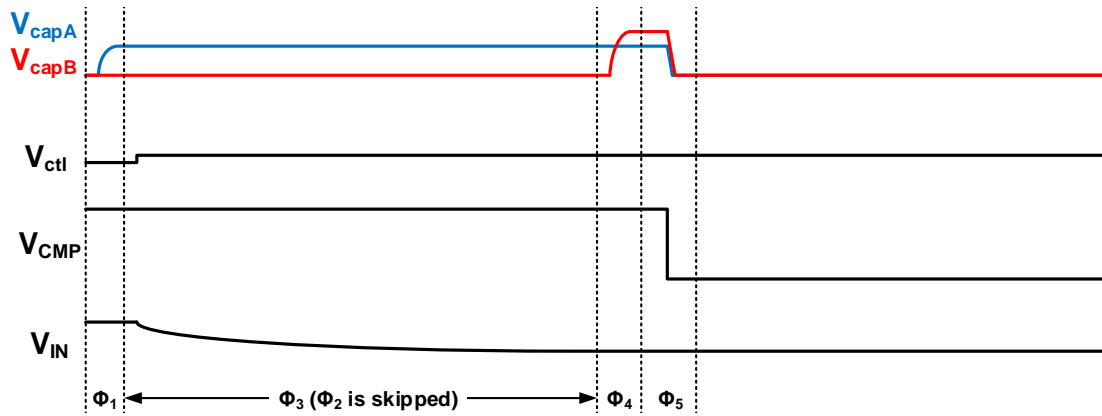 VcapA
VcapB
Vctl
VCMP
VIN
Φ1
Φ3 (Φ2 is skipped)
Φ4
Φ5